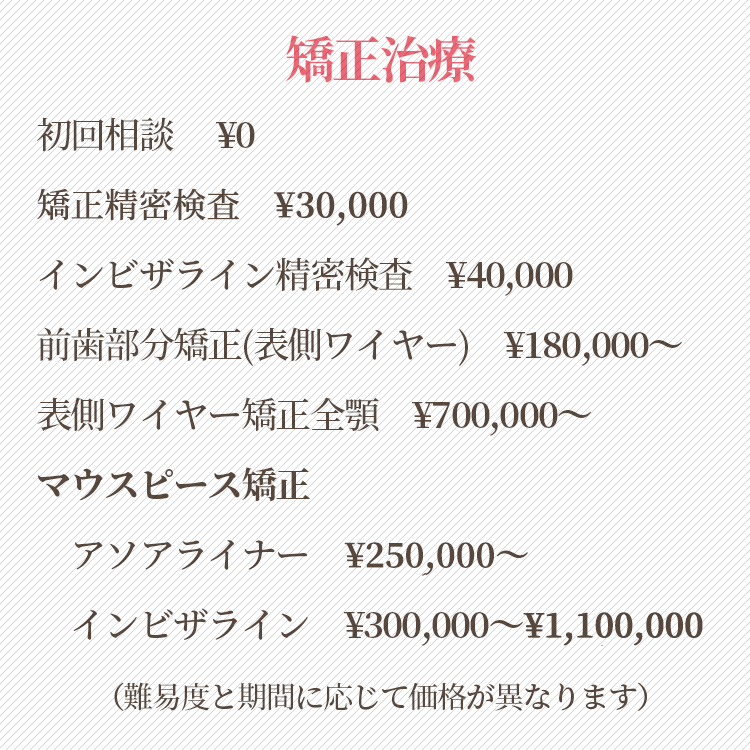 矯正治療
初回相談　¥0
矯正精密検査　¥30,000
インビザライン精密検査　¥40,000
前歯部分矯正(表側ワイヤー)　¥180,000〜
表側ワイヤー矯正全顎　¥700,000〜
マウスピース矯正
アソアライナー　¥250,000〜
インビザライン　¥300,000〜¥1,100,000
（難易度と期間に応じて価格が異なります）